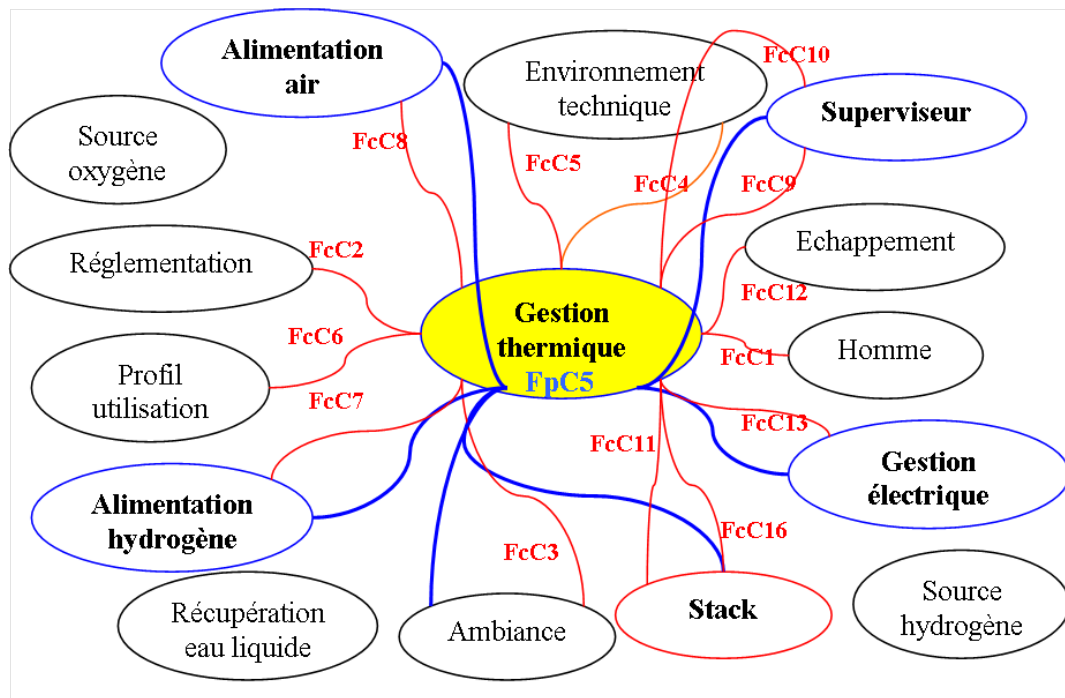 Alimentation
air
FcC10
Environnement
technique
Superviseur
Source
oxygène
FcC8
FcC5
FcC4
FcC9
Réglementation
FcC2
Echappement
FcC12
Gestion
thermique
FpC5
FcC6
FcC1
Homme
Profil
utilisation
FcC7
FcC13
FcC11
Gestion
électrique
Alimentation
hydrogène
FcC3
FcC16
Récupération
eau liquide
Ambiance
Stack
Source
hydrogène